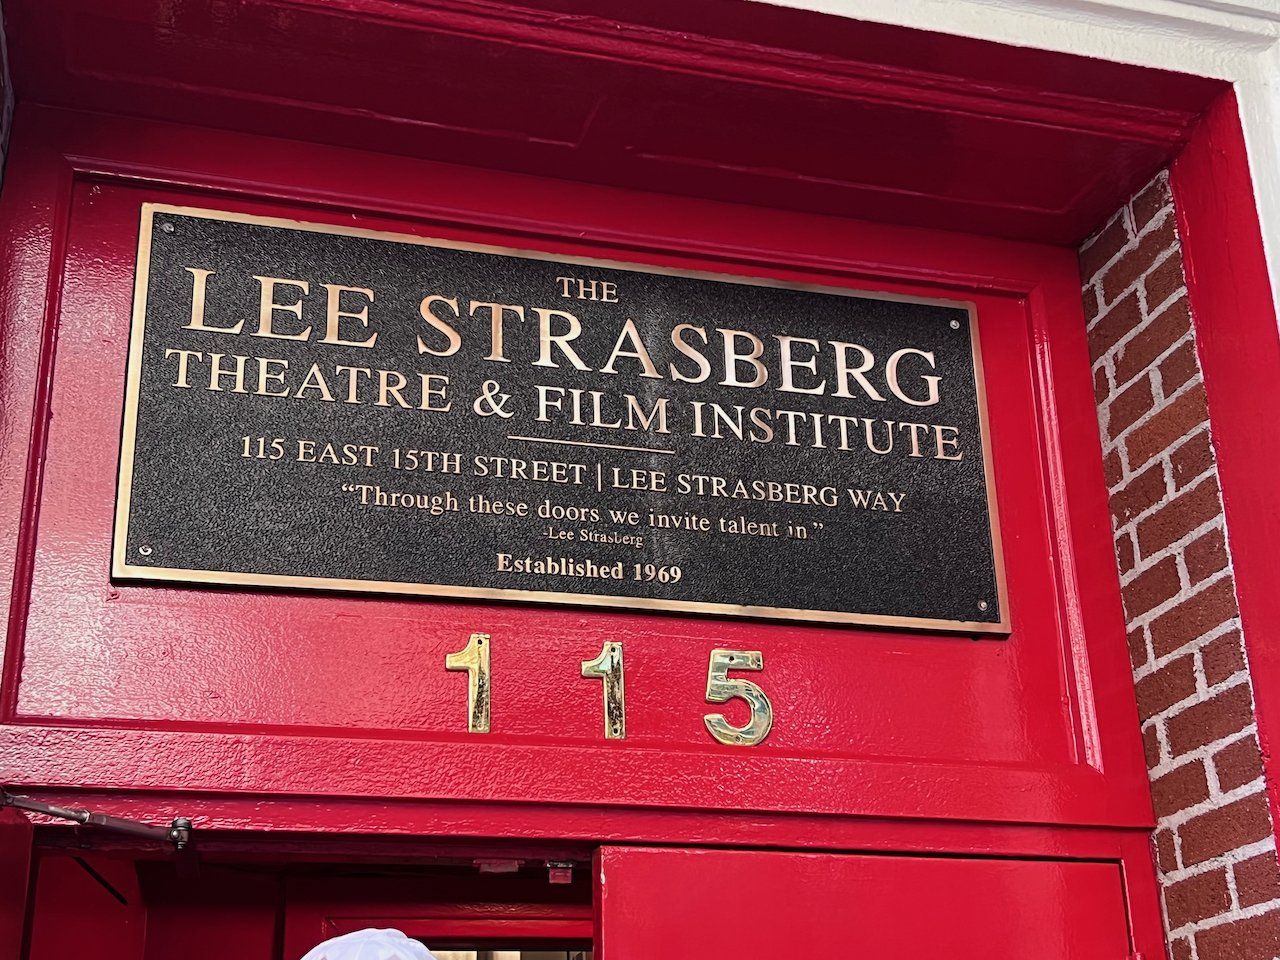 THE
LEE STRASBERG
THEATRE & FILM INSTITUTE
115 EAST 15TH STREET | LEE STRASBERG WAY
“Through these doors we invite talent in”
-Lee Strasberg
Established 1969
115